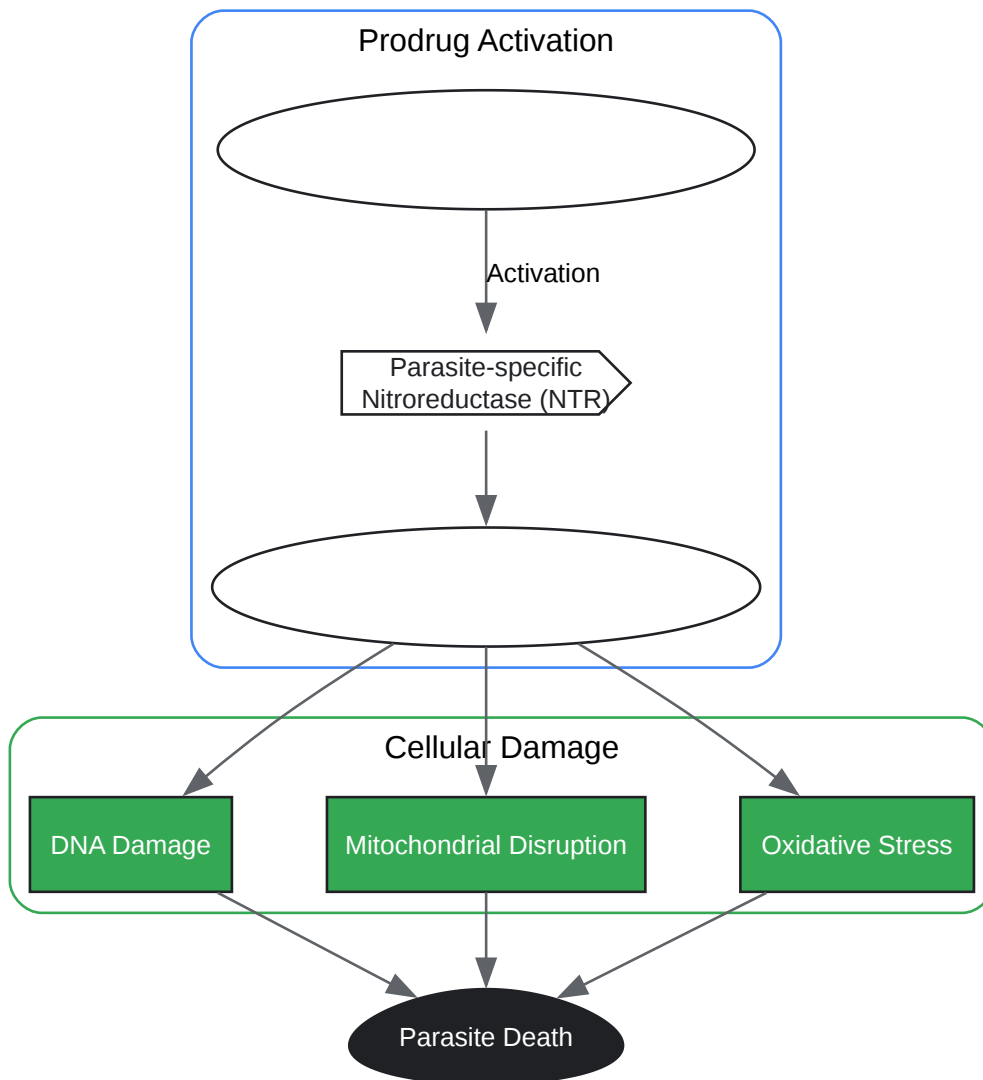 Prodrug Activation
Activation
Parasite-specific
Nitroreductase (NTR)
Cellular Damage
DNA Damage
Mitochondrial Disruption
Oxidative Stress
Parasite Death